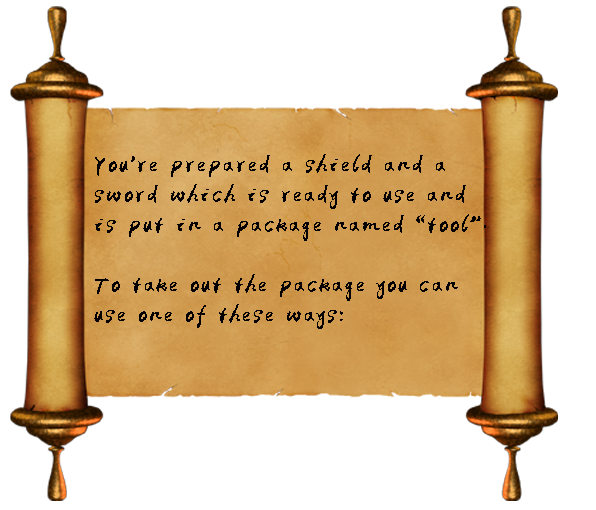 You're prepared a shield and a
sword which is ready to use and
is put in a package named “tool”.
To take out the package you can
use one of these ways: